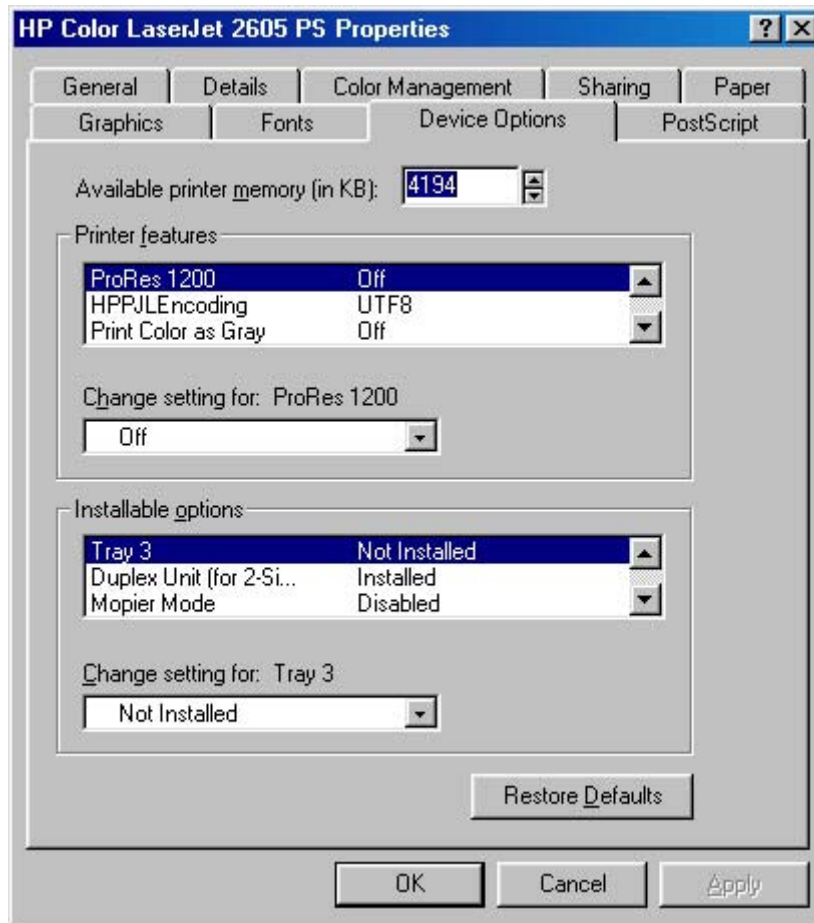 HP Color LaserJet 2605 PS Properties
General Details Color Management Sharing Paper
Graphics Fonts Device Options PostScript
Available printer memory (in KB): 4194
Printer features
ProRes 1200 Off
HPPJLEncoding UTF8
Print Color as Gray Off
Change setting for: ProRes 1200
Off
Installable options
Tray 3 Not Installed
Duplex Unit (for 2-Si... Installed
Mopier Mode Disabled
Change setting for: Tray 3
Not Installed
Restore Defaults
OK Cancel Apply